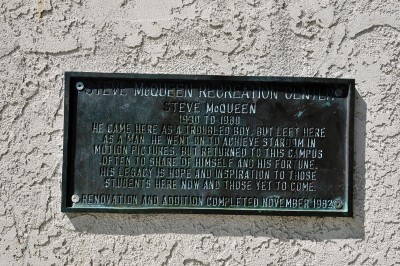 STEVE McQUEEN RECREATION CENTER
STEVE McQUEEN
1930 TO 1980
HE CAME HERE AS A TROUBLED BOY, BUT LEFT HERE
AS A MAN. HE WENT ON TO ACHIEVE STARDOM IN
MOTION PICTURES, BUT RETURNED TO THIS CAMPUS
OFTEN TO SHARE OF HIMSELF AND HIS FORTUNE.
HIS LEGACY IS HOPE AND INSPIRATION TO THOSE
STUDENTS HERE NOW AND THOSE YET TO COME.
RENOVATION AND ADDITION COMPLETED NOVEMBER 1982